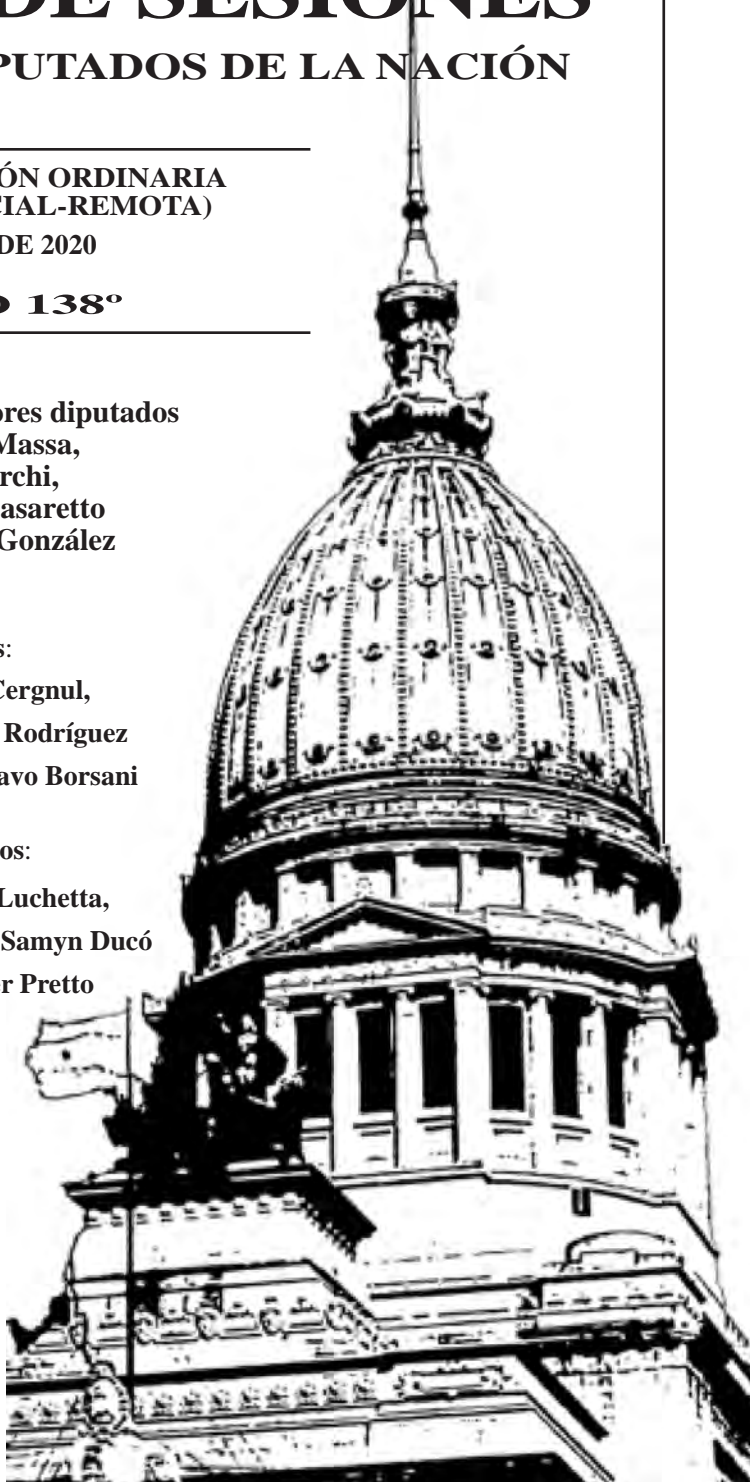 DE SESIONES
PUTADOS DE LA NACIÓN
ÓN ORDINARIA
CIAL-REMOTA)
DE 2020
O 138º
ores diputados
Massa,
rchi,
asaretto
González
s:
Cergnul,
Rodríguez
avo Borsani
os:
Luchetta,
Samyn Ducó
r Pretto